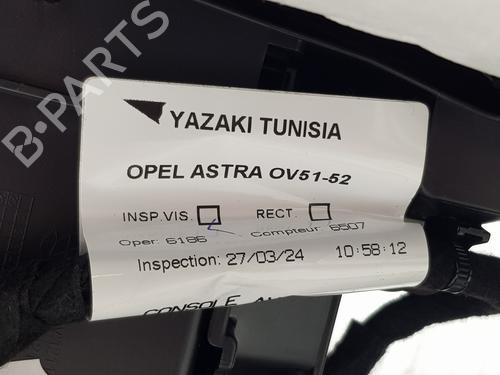 B-PARTS
YAZAKI TUNISIA
OPEL ASTRA OV51-52
INSP.VIS. RECT.
Oper: 6186 Compteur: 6507
Inspection: 27/03/24 10:58:12
CONSOLE